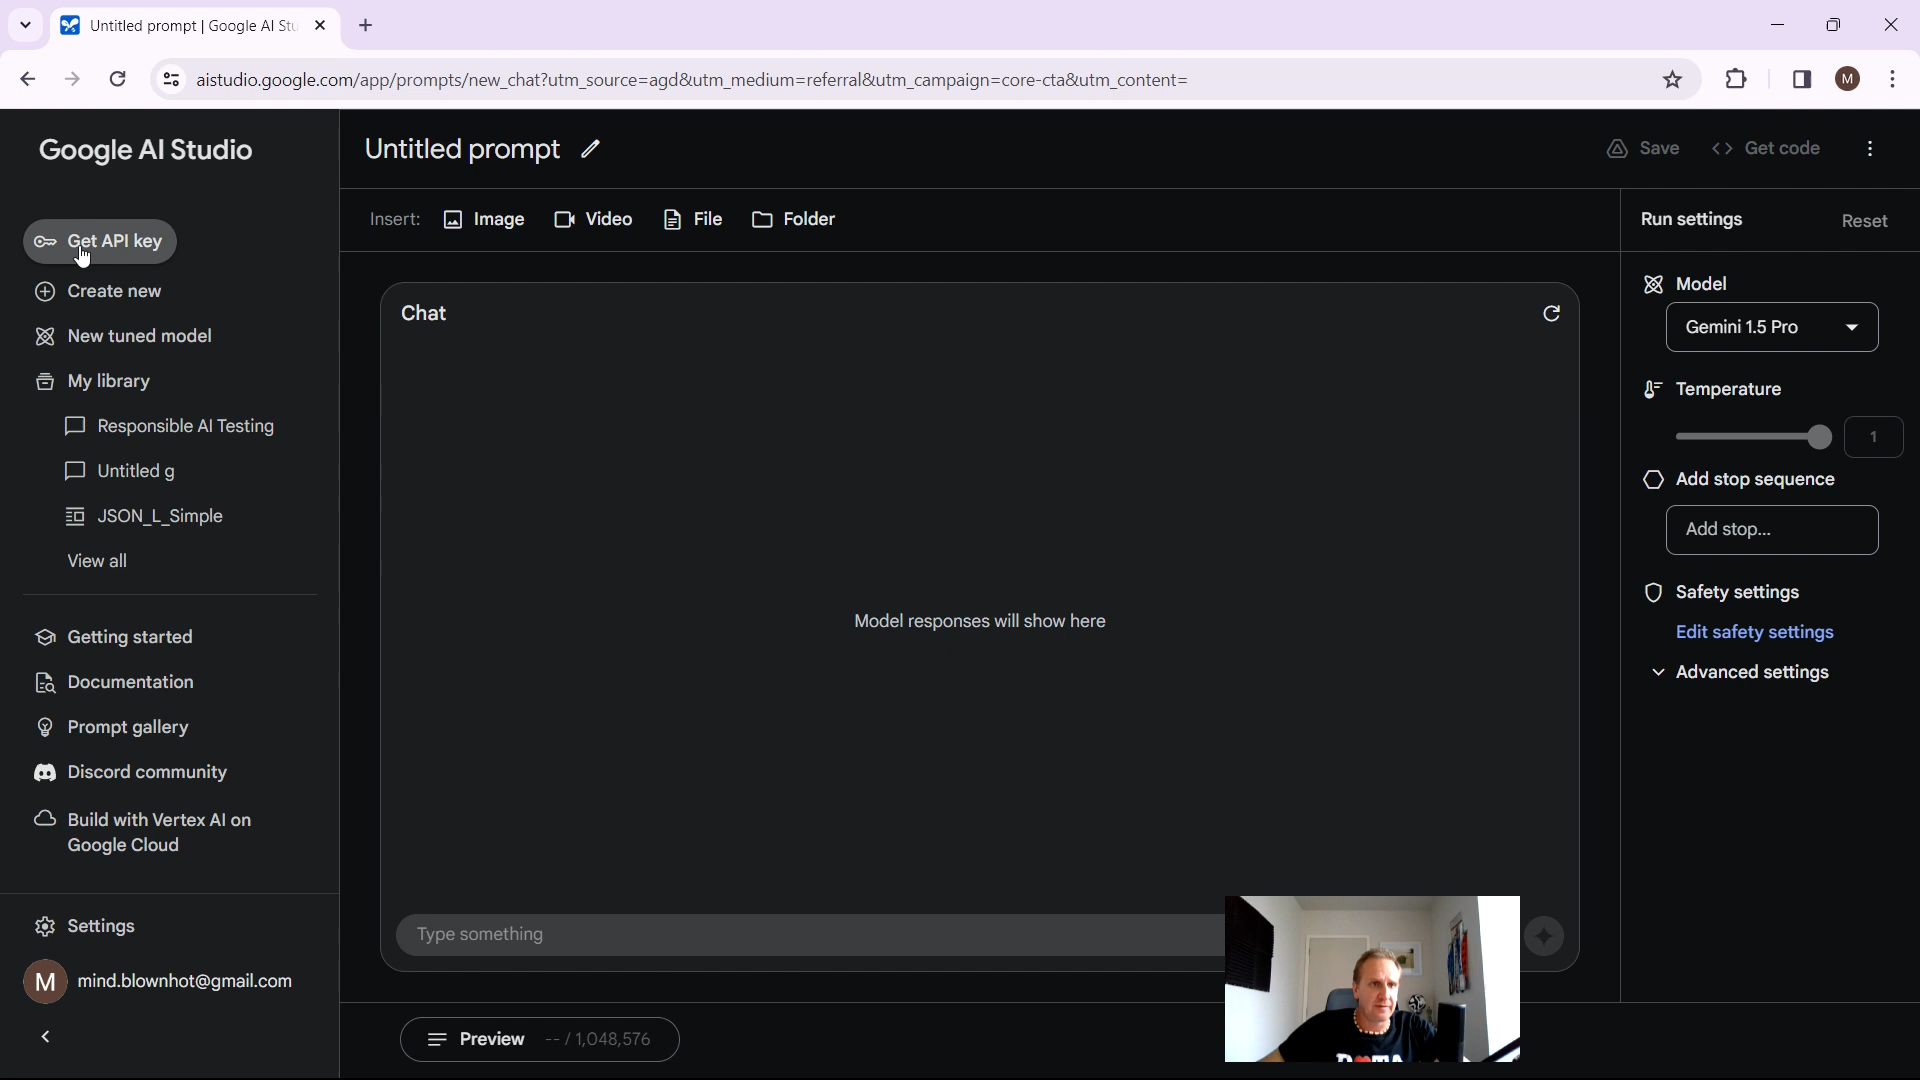 Untitled prompt | Google AI Stu
aistudio.google.com/app/prompts/new_chat?utm_source=agd&utm_medium=referral&utm_campaign=core-cta&utm_content=
M
Google AI Studio
Get API key
Create new
New tuned model
My library
Responsible AI Testing
Untitled g
JSON_L_Simple
View all
Getting started
Documentation
Prompt gallery
Discord community
Build with Vertex AI on
Google Cloud
Settings
M mind.blownhot@gmail.com
Untitled prompt
Save
Get code
Insert: Image Video File Folder
Chat
Model responses will show here
Type something
Preview -- / 1,048,576
Run settings Reset
Model
Gemini 1.5 Pro
Temperature
1
Add stop sequence
Add stop...
Safety settings
Edit safety settings
Advanced settings